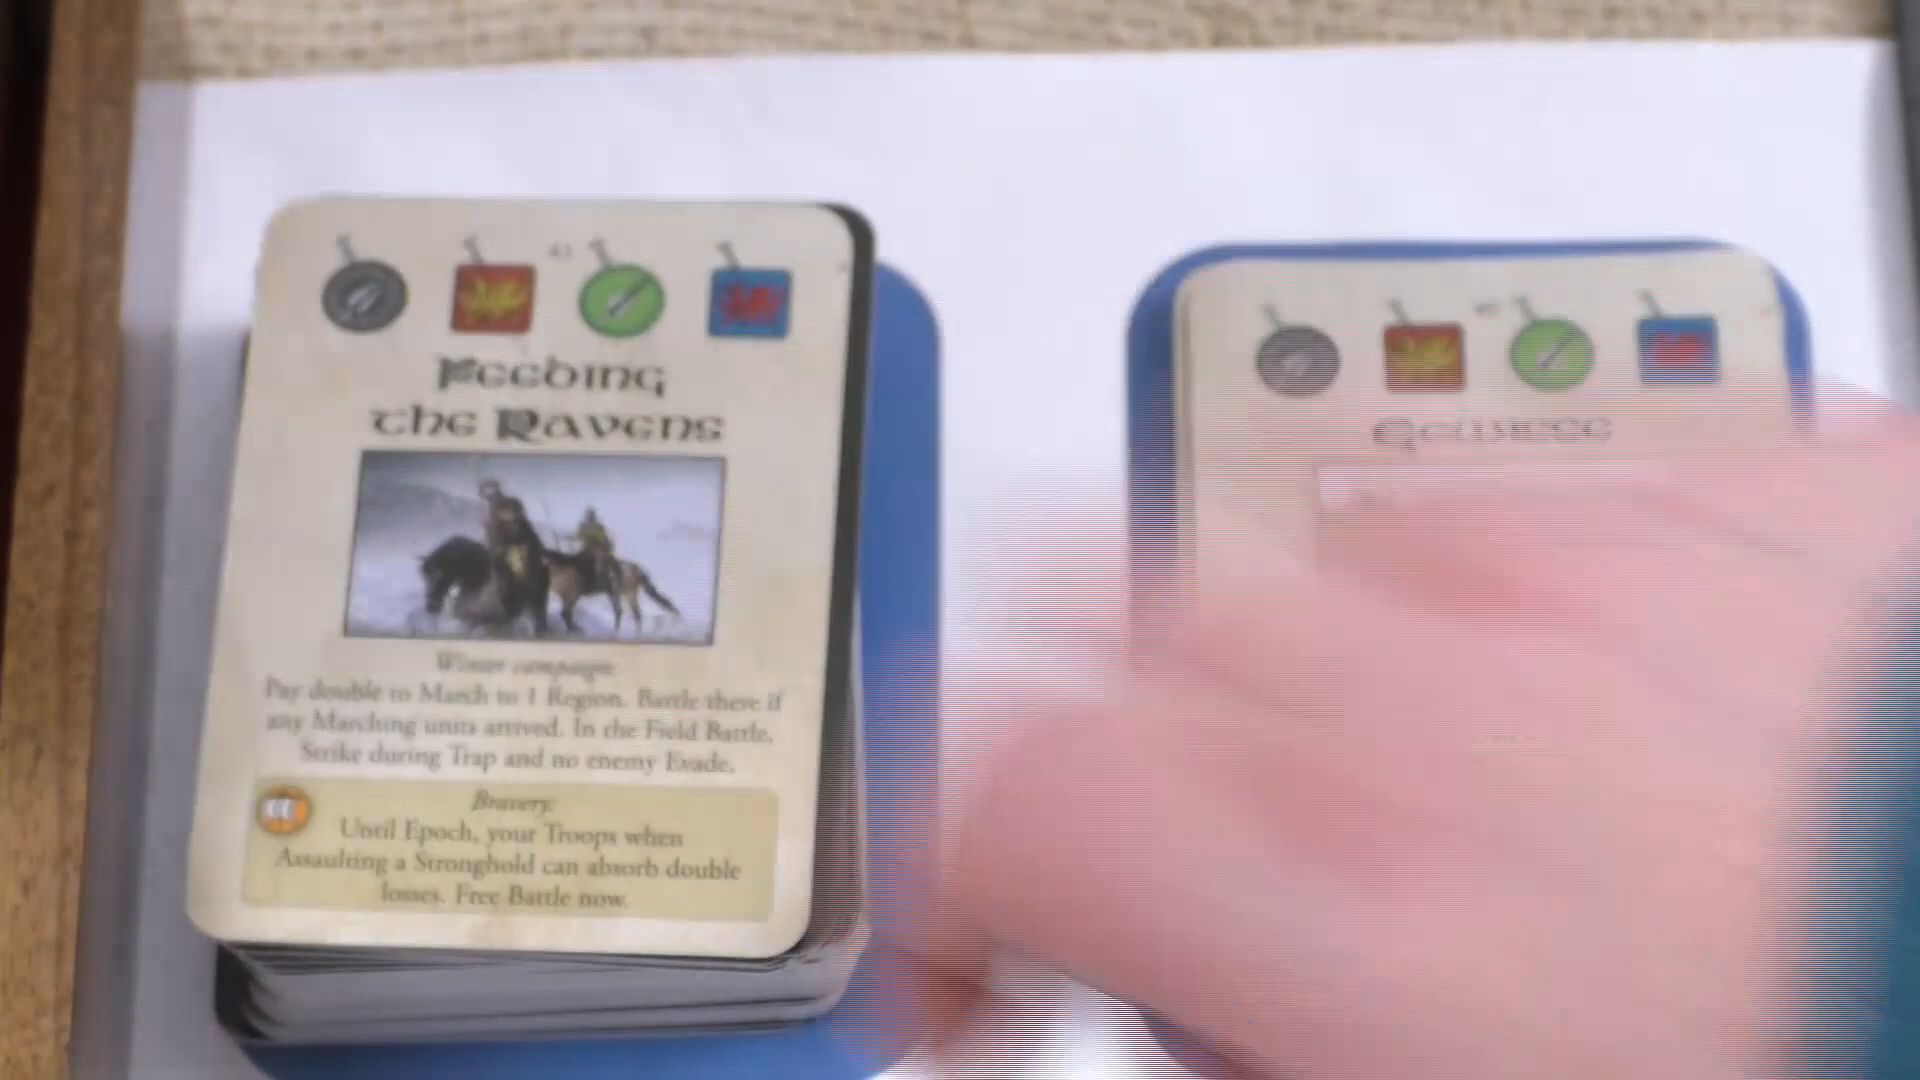 Feeding
the Ravens
Winter campaign:
Pay double to March to 1 Region. Battle there if
any Marching units arrived. In the Field Battle,
Strike during Trap and no enemy Evade.
Bravery:
Until Epoch, your Troops when
Assaulting a Stronghold can absorb double
losses. Free Battle now.